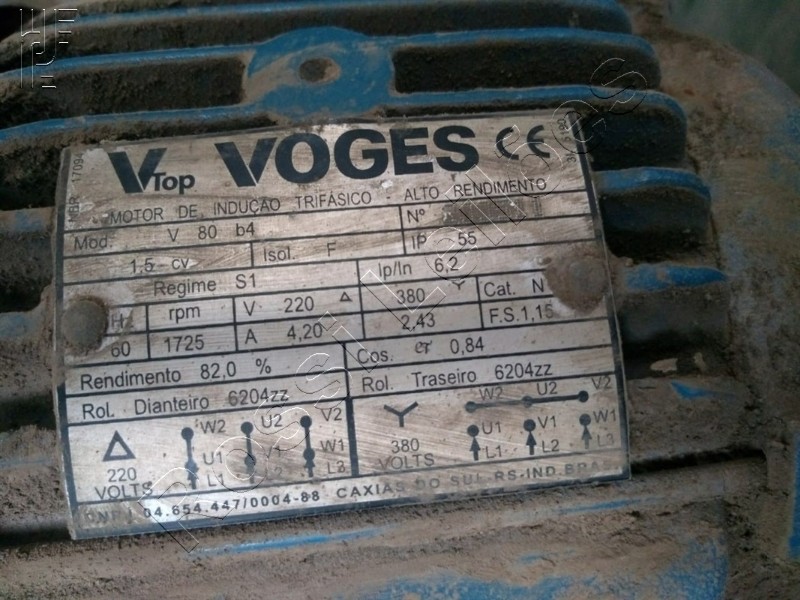 NBR 17094
VTop VOGES CE
MOTOR DE INDUÇÃO TRIFÁSICO - ALTO RENDIMENTO
Mod. V 80 b4 Nº
1,5 cv Isol. F IP 55
Regime S1 Ip/In 6,2
Hz rpm V 220 Δ 380 Y Cat. N
60 1725 A 4,20 2,43 F.S.1,15
Rendimento 82,0 % Cos. φ 0,84
Rol. Dianteiro 6204zz Rol. Traseiro 6204zz
Δ W2 U2 V2 Y W2 U2 V2
220 U1 V1 W1 380 U1 V1 W1
VOLTS L1 L2 L3 VOLTS L1 L2 L3
CNPJ 04.654.447/0004-88 CAXIAS DO SUL-RS-IND.BRAS